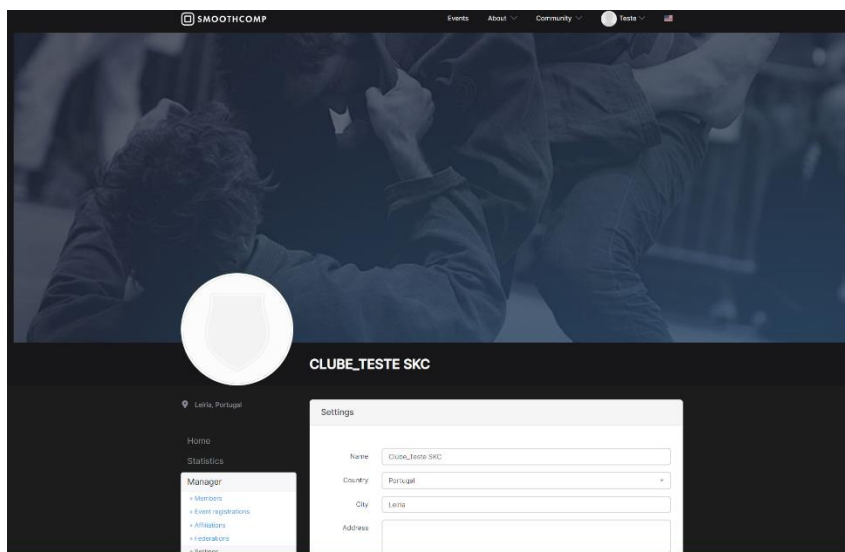 SMOOTHCOMP
Events About Community Teste
CLUBE_TESTE SKC
Leiria, Portugal
Home
Statistics
Manager
» Members
» Event registrations
» Affiliations
» Federations
» Settings
Settings
Name Clube_Teste SKC
Country Portugal
City Leiria
Address